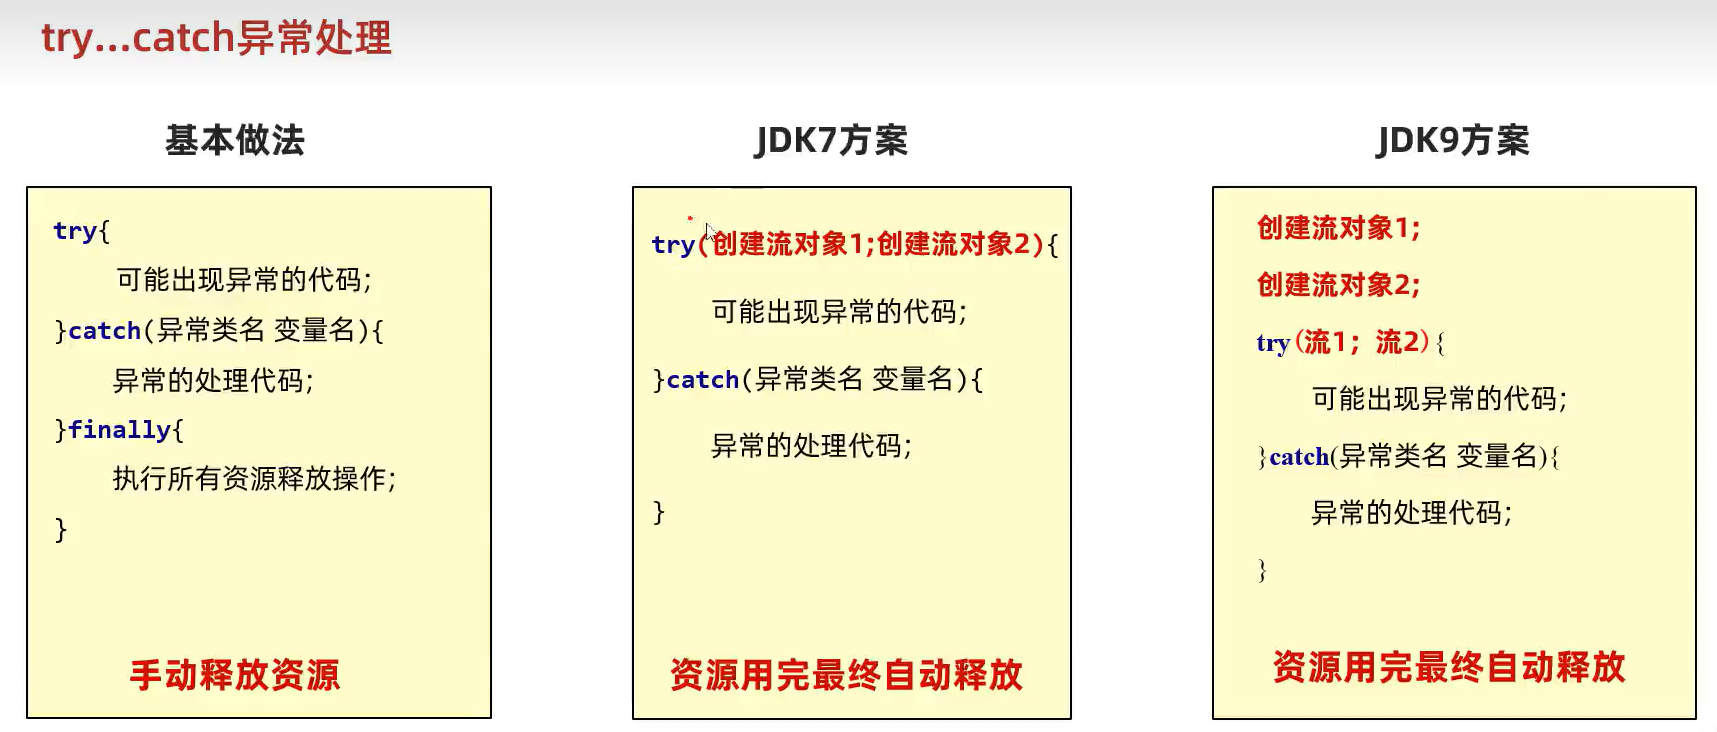 try...catch异常处理
基本做法
try{
可能出现异常的代码;
}catch(异常类名 变量名){
异常的处理代码;
}finally{
执行所有资源释放操作;
}
手动释放资源
JDK7方案
try(创建流对象1;创建流对象2){
可能出现异常的代码;
}catch(异常类名 变量名){
异常的处理代码;
}
资源用完最终自动释放
JDK9方案
创建流对象1;
创建流对象2;
try(流1；流2){
可能出现异常的代码;
}catch(异常类名 变量名){
异常的处理代码;
}
资源用完最终自动释放